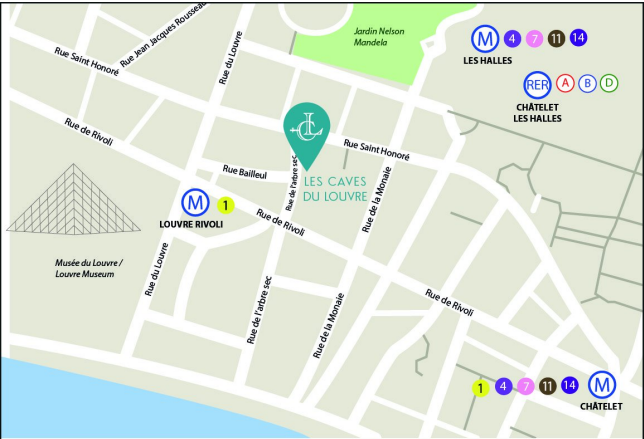 Jardin Nelson
Mandela
M 4 7 11 14
LES HALLES
RER A B D
CHÂTELET
LES HALLES
Rue Jean Jacques Rousseau
Rue du Louvre
Rue Saint Honoré
Rue de Rivoli
Rue Saint Honoré
Rue Bailleul
Rue de l'arbre sec
LES CAVES
DU LOUVRE
Rue de la Monaie
M 1
LOUVRE RIVOLI
Rue de Rivoli
Musée du Louvre /
Louvre Museum
Rue du Louvre
Rue de l'arbre sec
Rue de la Monaie
Rue de Rivoli
1 4 7 11 14 M
CHÂTELET